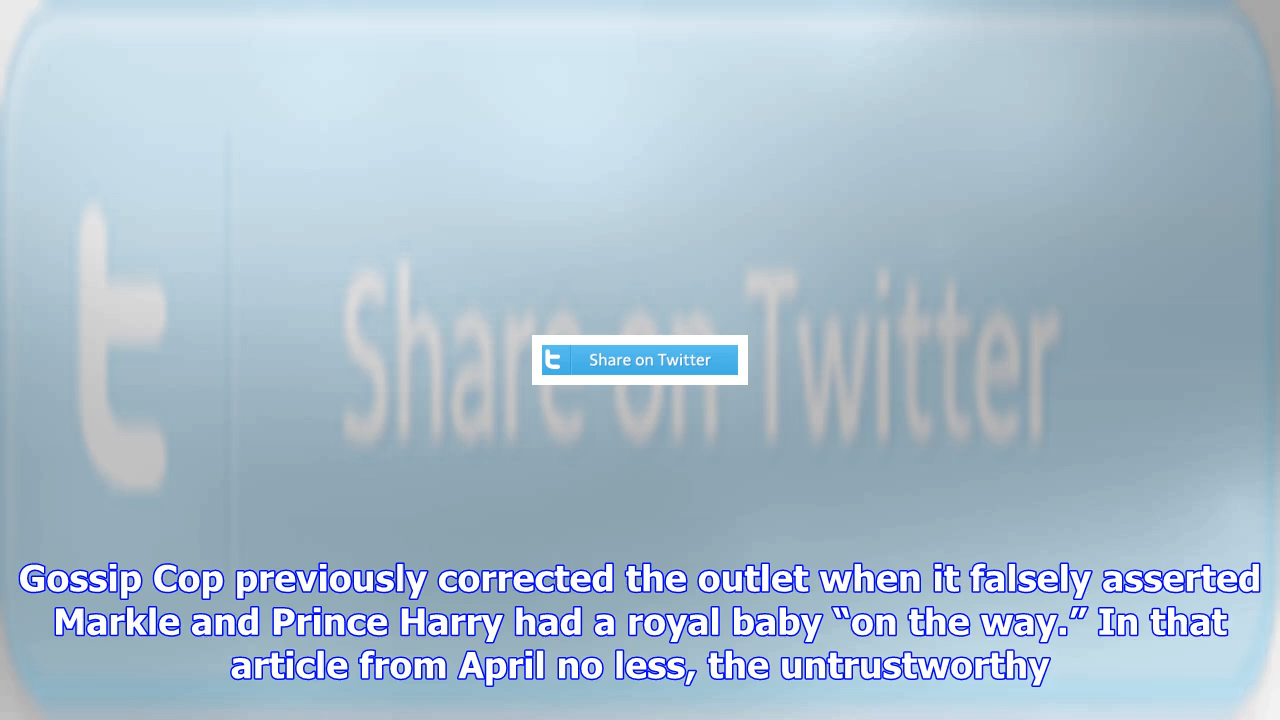 Share on Twitter
Share on Twitter
Gossip Cop previously corrected the outlet when it falsely asserted
Markle and Prince Harry had a royal baby “on the way.” In that
article from April no less, the untrustworthy